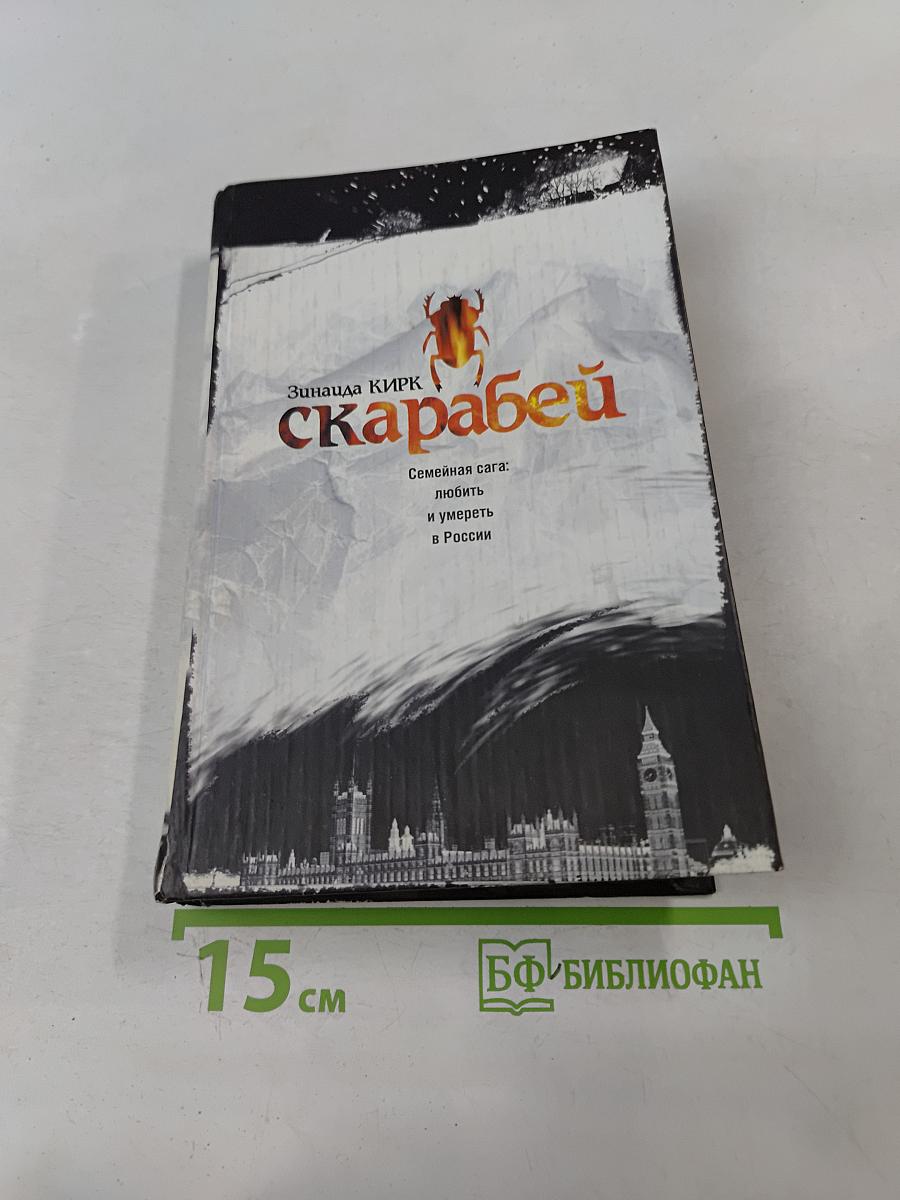 Зинаида КИРК
скарабей
Семейная сага:
любить
и умереть
в России
15 см
БФ БИБЛИОФАН